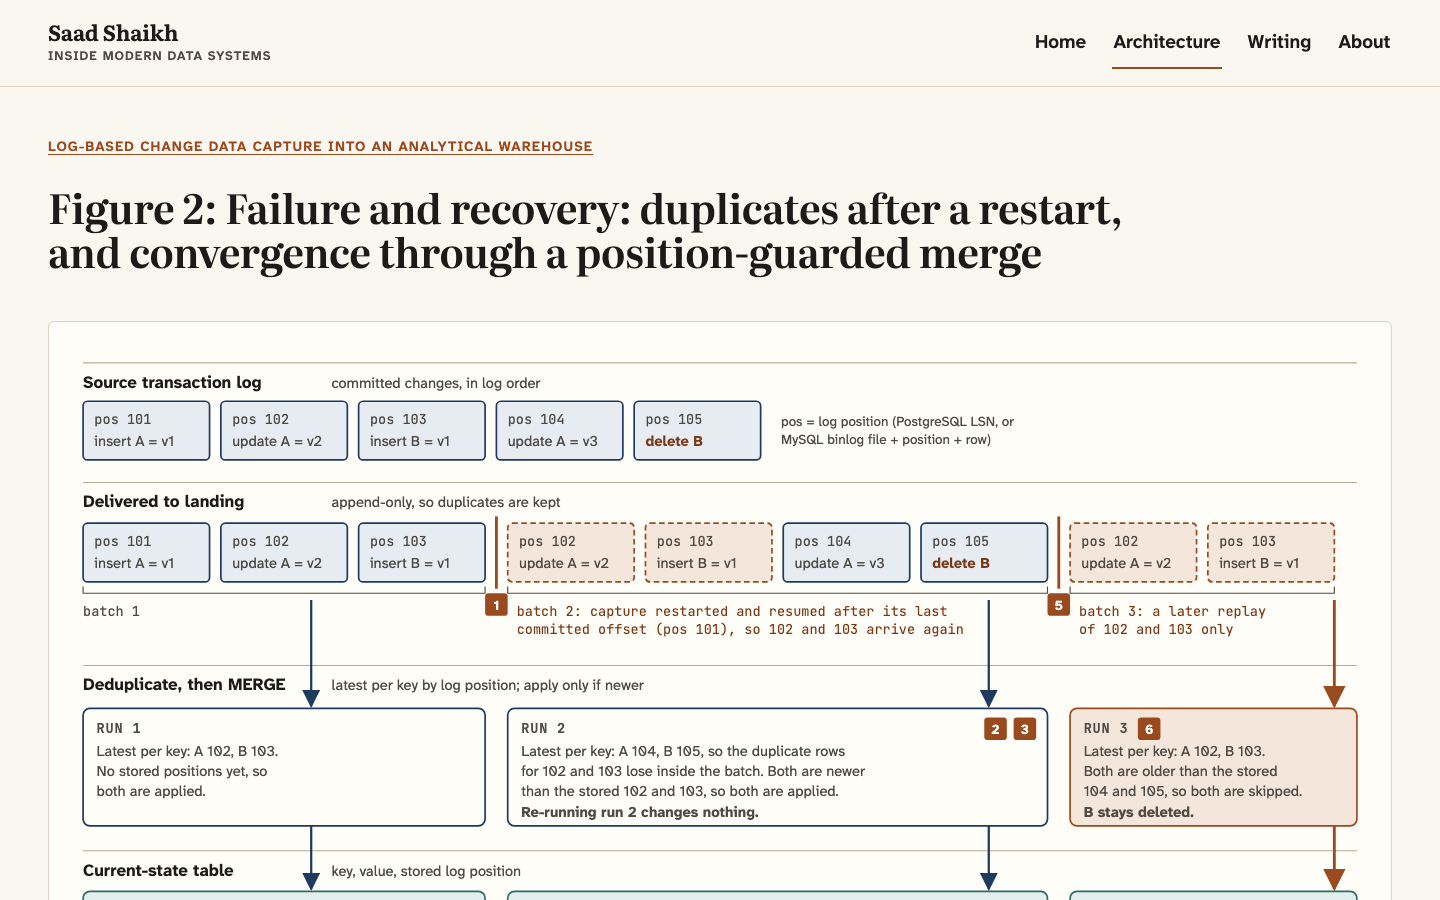 Saad Shaikh
INSIDE MODERN DATA SYSTEMS
Home
Architecture
Writing
About
LOG-BASED CHANGE DATA CAPTURE INTO AN ANALYTICAL WAREHOUSE
Figure 2: Failure and recovery: duplicates after a restart,
and convergence through a position-guarded merge
Source transaction log
committed changes, in log order
pos 101
insert A = v1
pos 102
update A = v2
pos 103
insert B = v1
pos 104
update A = v3
pos 105
delete B
pos = log position (PostgreSQL LSN, or
MySQL binlog file + position + row)
Delivered to landing
append-only, so duplicates are kept
pos 101
insert A = v1
pos 102
update A = v2
pos 103
insert B = v1
pos 102
update A = v2
pos 103
insert B = v1
pos 104
update A = v3
pos 105
delete B
pos 102
update A = v2
pos 103
insert B = v1
batch 1
1
batch 2: capture restarted and resumed after its last
committed offset (pos 101), so 102 and 103 arrive again
5
batch 3: a later replay
of 102 and 103 only
Deduplicate, then MERGE
latest per key by log position; apply only if newer
RUN 1
Latest per key: A 102, B 103.
No stored positions yet, so
both are applied.
RUN 2
2
3
Latest per key: A 104, B 105, so the duplicate rows
for 102 and 103 lose inside the batch. Both are newer
than the stored 102 and 103, so both are applied.
Re-running run 2 changes nothing.
RUN 3
6
Latest per key: A 102, B 103.
Both are older than the stored
104 and 105, so both are skipped.
B stays deleted.
Current-state table
key, value, stored log position